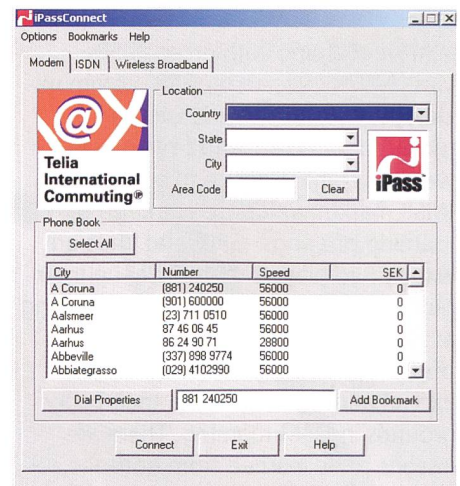 iPassConnect
Options Bookmarks Help
Modem ISDN Wireless Broadband
@
Telia
International
Commuting®
Location
Country
State
City
Area Code
Clear
iPass
Phone Book
Select All
City Number Speed SEK
A Coruna (881) 240250 56000 0
A Coruna (901) 600000 56000 0
Aalsmeer (23) 711 0510 56000 0
Aarhus 87 46 06 45 56000 0
Aarhus 86 24 90 71 28800 0
Abbeville (337) 898 9774 56000 0
Abbiategrasso (029) 4102990 56000 0
Dial Properties
881 240250
Add Bookmark
Connect
Exit
Help